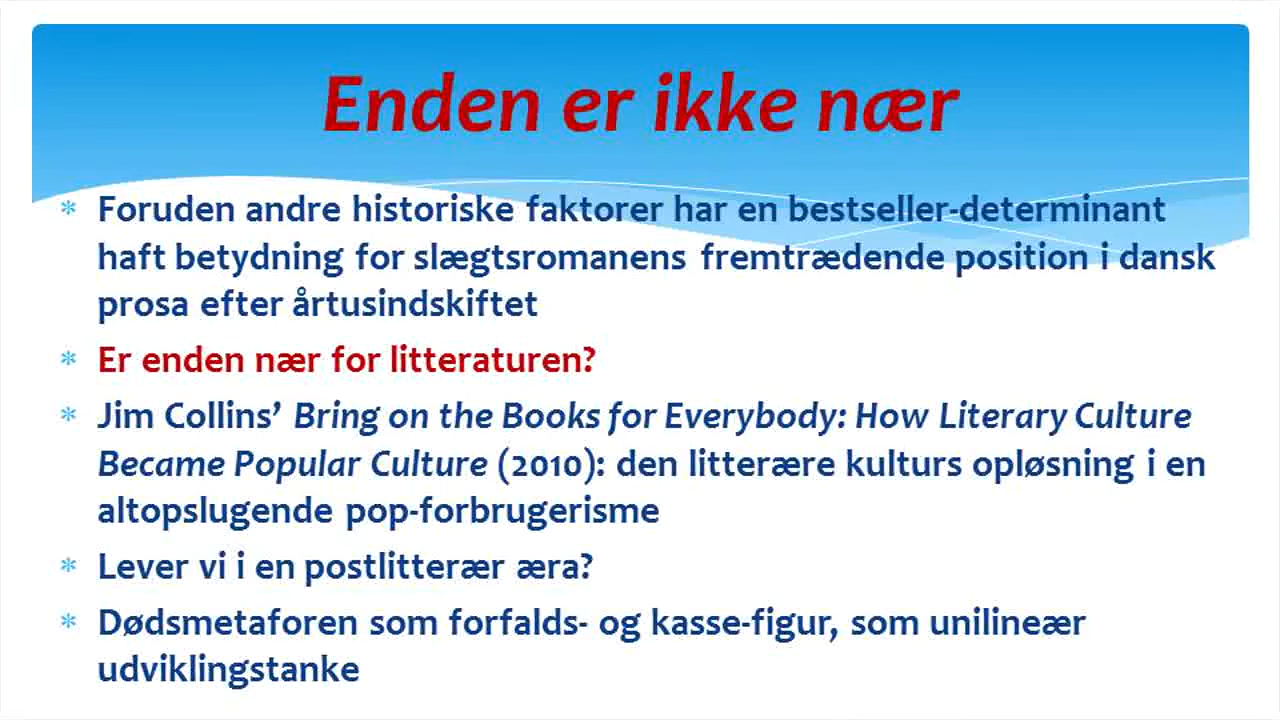 Enden er ikke nær
* Foruden andre historiske faktorer har en bestseller-determinant
haft betydning for slægtsromanens fremtrædende position i dansk
prosa efter årtusindskiftet
* Er enden nær for litteraturen?
* Jim Collins’ Bring on the Books for Everybody: How Literary Culture
Became Popular Culture (2010): den litterære kulturs opløsning i en
altopslugende pop-forbrugerisme
* Lever vi i en postlitterær æra?
* Dødsmetaforen som forfalds- og kasse-figur, som unilineær
udviklingstanke